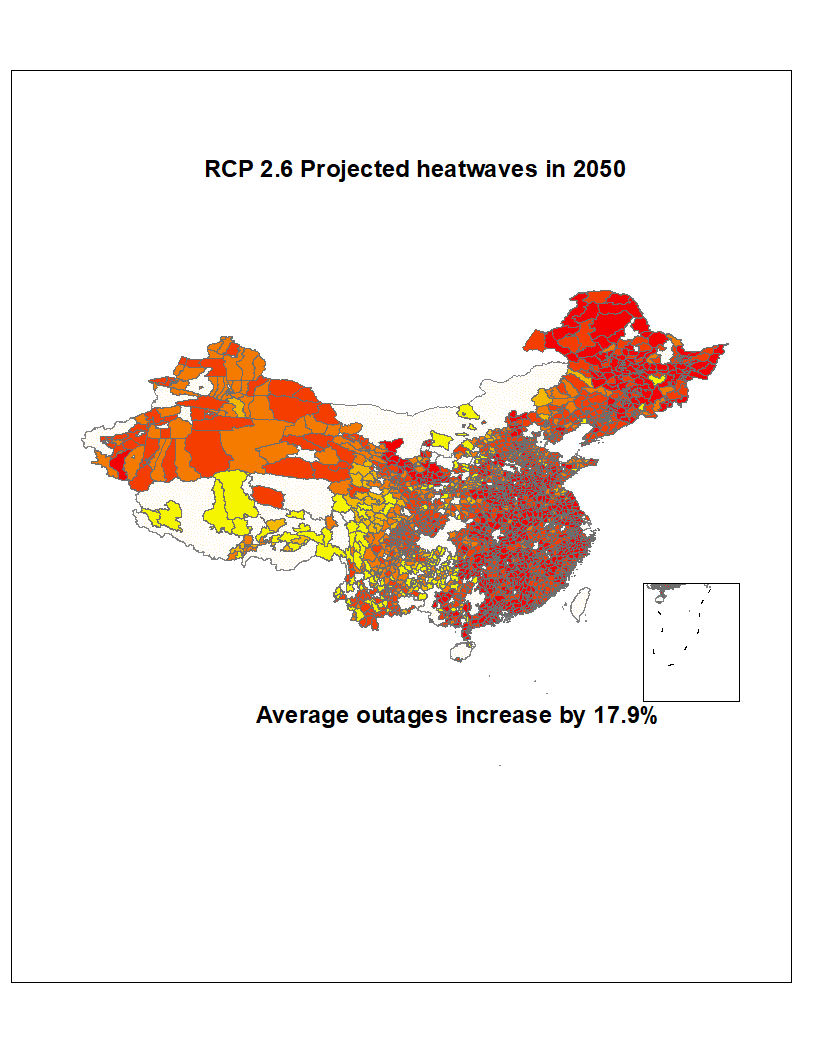 RCP 2.6 Projected heatwaves in 2050
Average outages increase by 17.9%